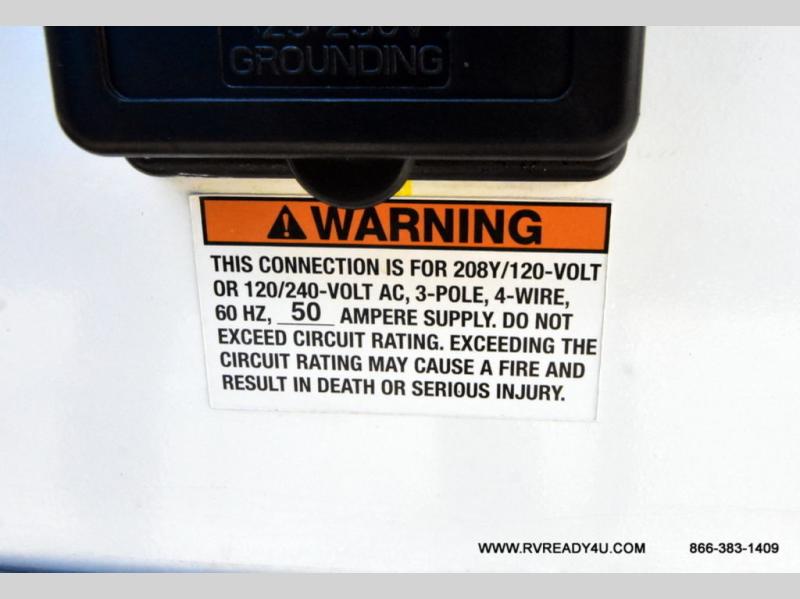 125/250V
GROUNDING
WARNING
THIS CONNECTION IS FOR 208Y/120-VOLT
OR 120/240-VOLT AC, 3-POLE, 4-WIRE,
60 HZ, 50 AMPERE SUPPLY. DO NOT
EXCEED CIRCUIT RATING. EXCEEDING THE
CIRCUIT RATING MAY CAUSE A FIRE AND
RESULT IN DEATH OR SERIOUS INJURY.
WWW.RVREADY4U.COM 866-383-1409